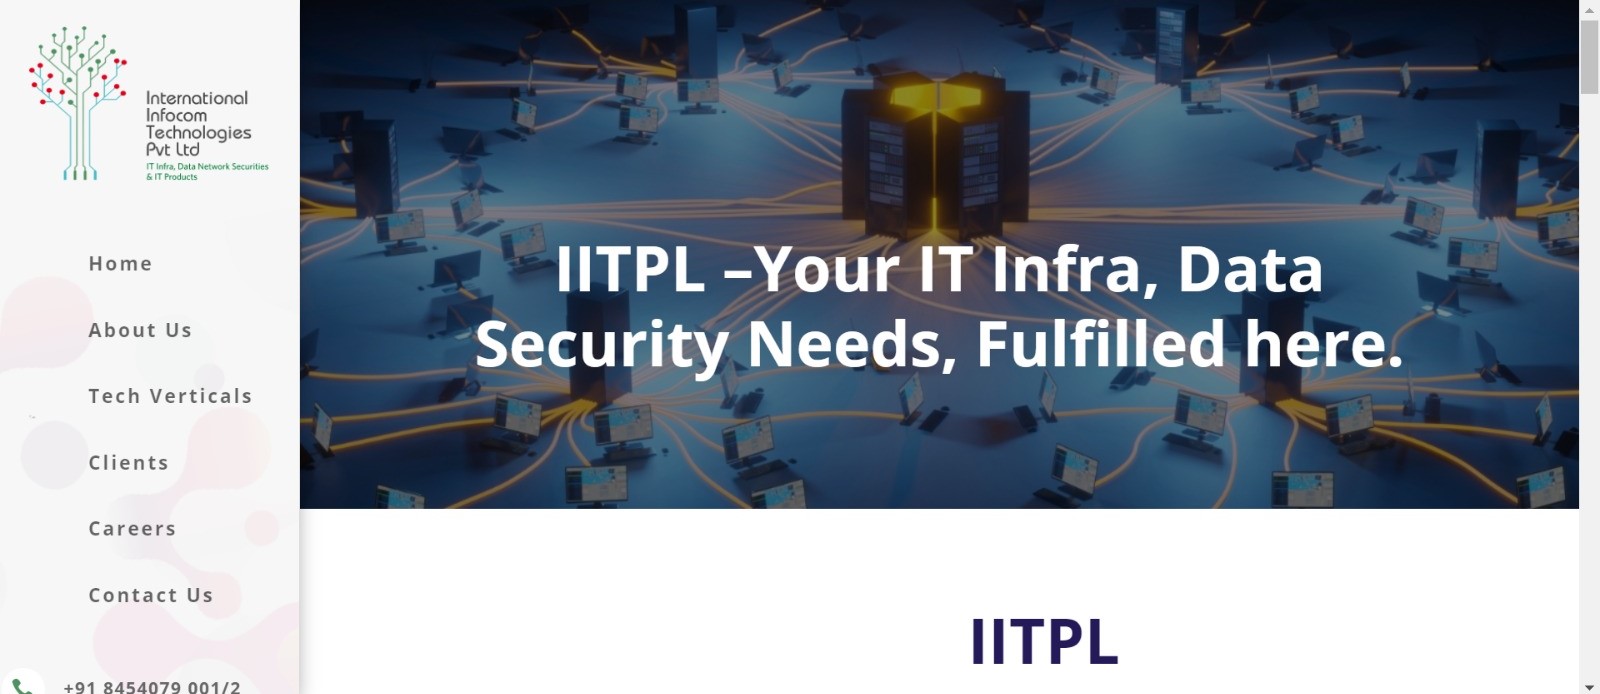 International
Infocom
Technologies
Pvt Ltd
IT Infra, Data Network Securities
& IT Products
Home
About Us
Tech Verticals
Clients
Careers
Contact Us
+91 8454079 001/2
IITPL –Your IT Infra, Data
Security Needs, Fulfilled here.
IITPL